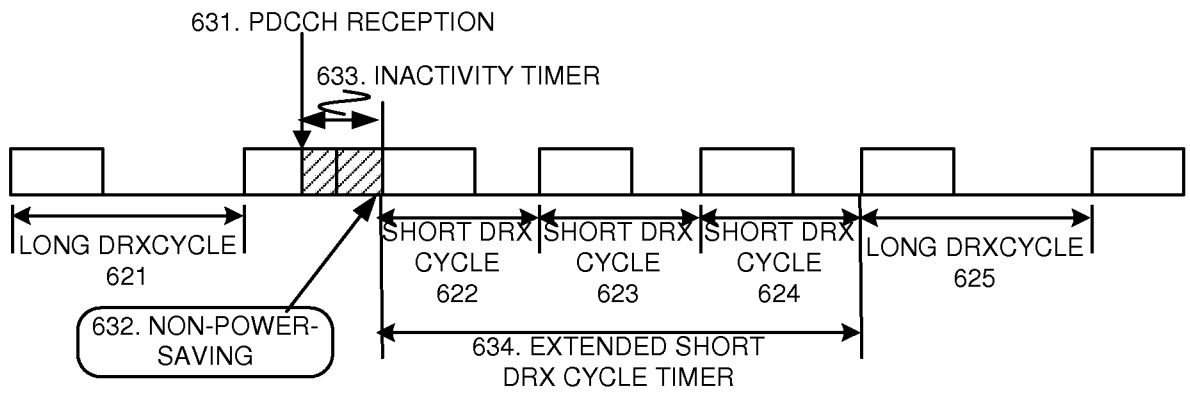 631. PDCCH RECEPTION
633. INACTIVITY TIMER
LONG DRXCYCLE
621
SHORT DRX
CYCLE
622
SHORT DRX
CYCLE
623
SHORT DRX
CYCLE
624
LONG DRXCYCLE
625
632. NON-POWER-
SAVING
634. EXTENDED SHORT
DRX CYCLE TIMER